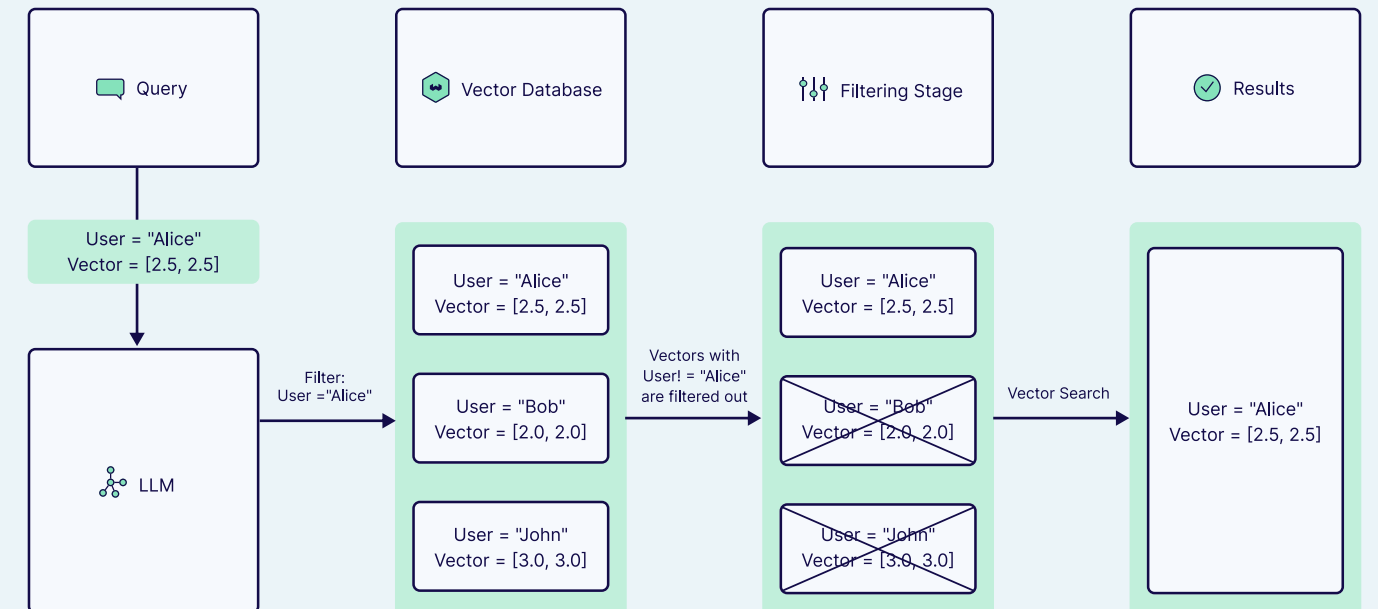 Query
Vector Database
Filtering Stage
Results
User = "Alice"
Vector = [2.5, 2.5]
LLM
Filter:
User ="Alice"
User = "Alice"
Vector = [2.5, 2.5]
User = "Bob"
Vector = [2.0, 2.0]
User = "John"
Vector = [3.0, 3.0]
Vectors with
User! = "Alice"
are filtered out
User = "Alice"
Vector = [2.5, 2.5]
User = "Bob"
Vector = [2.0, 2.0]
User = "John"
Vector = [3.0, 3.0]
Vector Search
User = "Alice"
Vector = [2.5, 2.5]